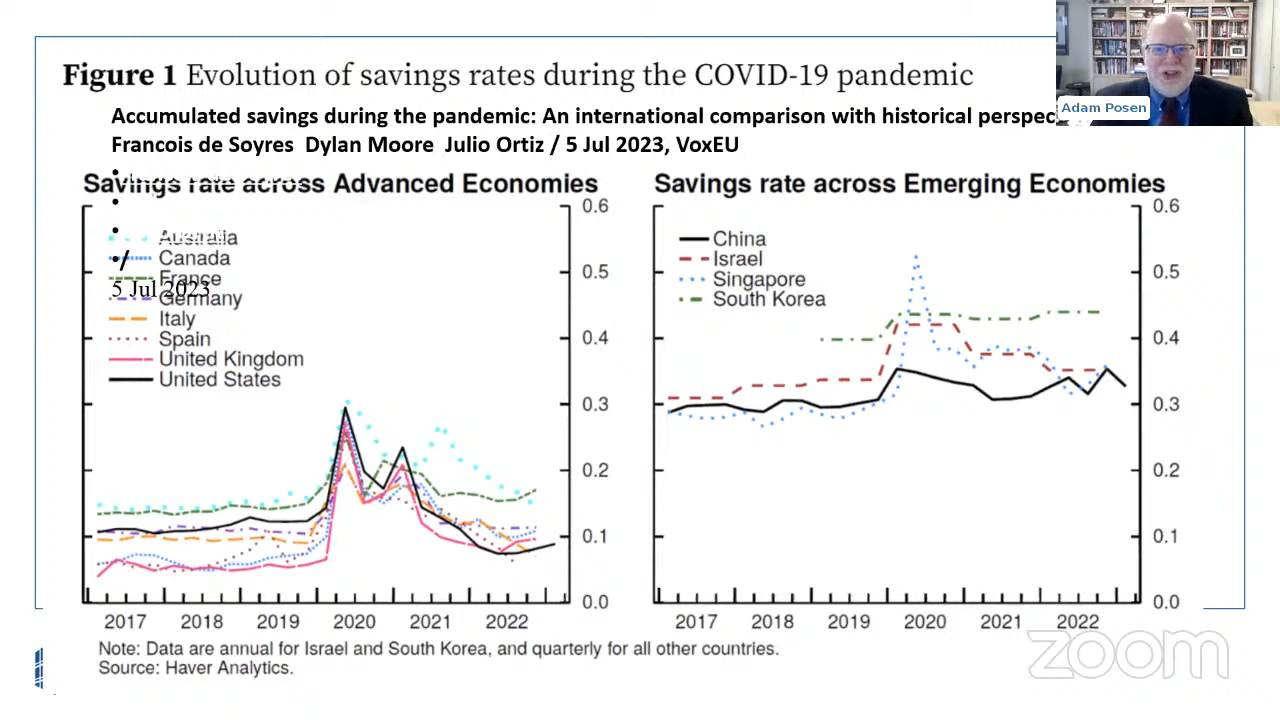 Figure 1 Evolution of savings rates during the COVID-19 pandemic
Adam Posen
Accumulated savings during the pandemic: An international comparison with historical perspec
Francois de Soyres Dylan Moore Julio Ortiz / 5 Jul 2023, VoxEU
Savings rate across Advanced Economies
0.6
Australia
Canada
France
5 Jul 2023
Germany
Italy
Spain
United Kingdom
United States
0.5
0.4
0.3
0.2
0.1
0.0
2017 2018 2019 2020 2021 2022
Savings rate across Emerging Economies
0.6
China
Israel
Singapore
South Korea
0.5
0.4
0.3
0.2
0.1
0.0
2017 2018 2019 2020 2021 2022
Note: Data are annual for Israel and South Korea, and quarterly for all other countries.
Source: Haver Analytics.
zoom